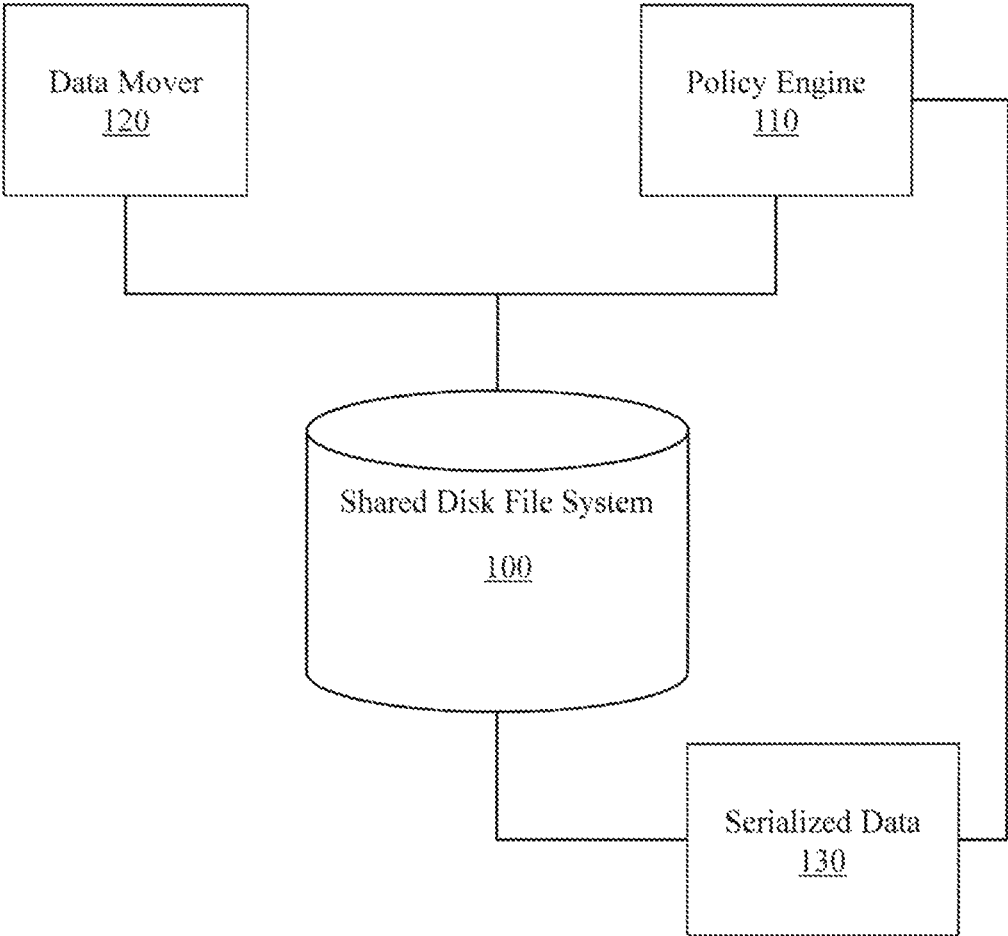 Data Mover
120
Policy Engine
110
Shared Disk File System
100
Serialized Data
130